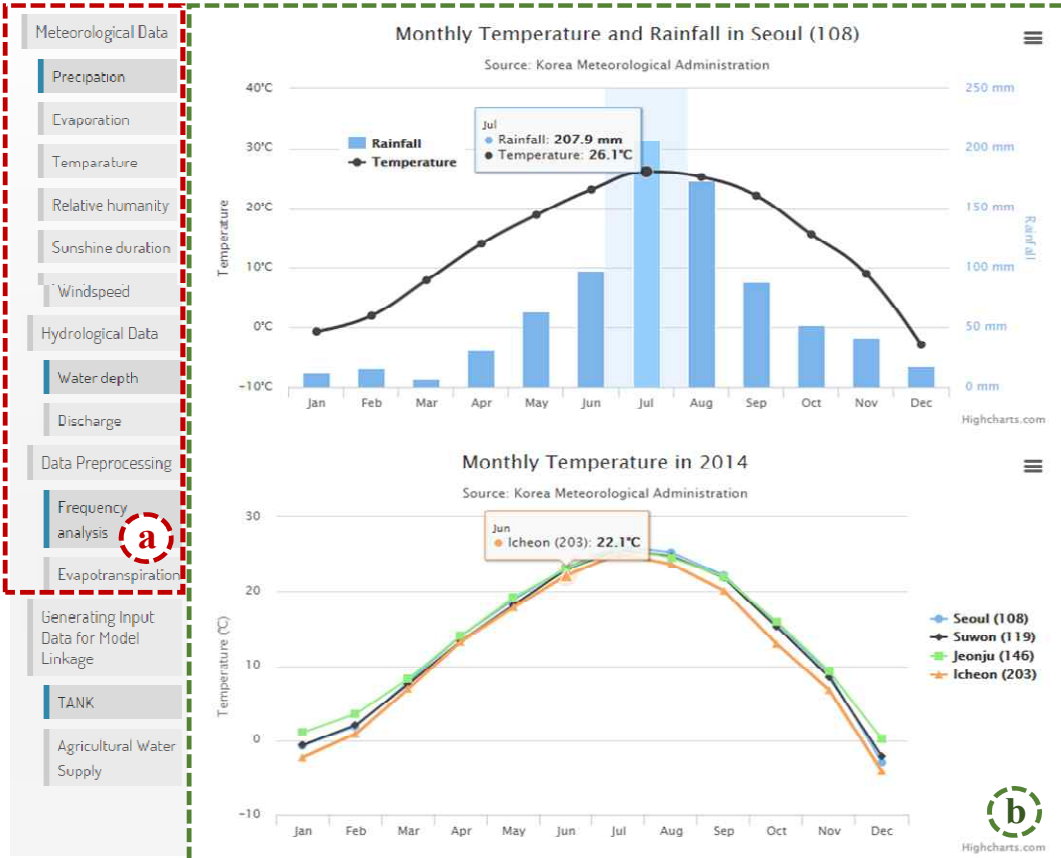 Meteorological Data
Precipation
Evaporation
Temparature
Relative humanity
Sunshine duration
Windspeed
Hydrological Data
Water depth
Discharge
Data Preprocessing
Frequency
analysis
a
Evapotranspiration
Generating Input
Data for Model
Linkage
TANK
Agricultural Water
Supply
Monthly Temperature and Rainfall in Seoul (108)
Source: Korea Meteorological Administration
40°C
30°C
20°C
10°C
0°C
-10°C
Temperature
Rainfall
Temperature
Jul
Rainfall: 207.9 mm
Temperature: 26.1°C
250 mm
200 mm
150 mm
100 mm
50 mm
0 mm
Rainfall
Jan Feb Mar Apr May Jun Jul Aug Sep Oct Nov Dec
Highcharts.com
Monthly Temperature in 2014
Source: Korea Meteorological Administration
30
20
10
0
-10
Temperature (°C)
Jun
Icheon (203): 22.1°C
Seoul (108)
Suwon (119)
Jeonju (146)
Icheon (203)
Jan Feb Mar Apr May Jun Jul Aug Sep Oct Nov Dec
b
Highcharts.com